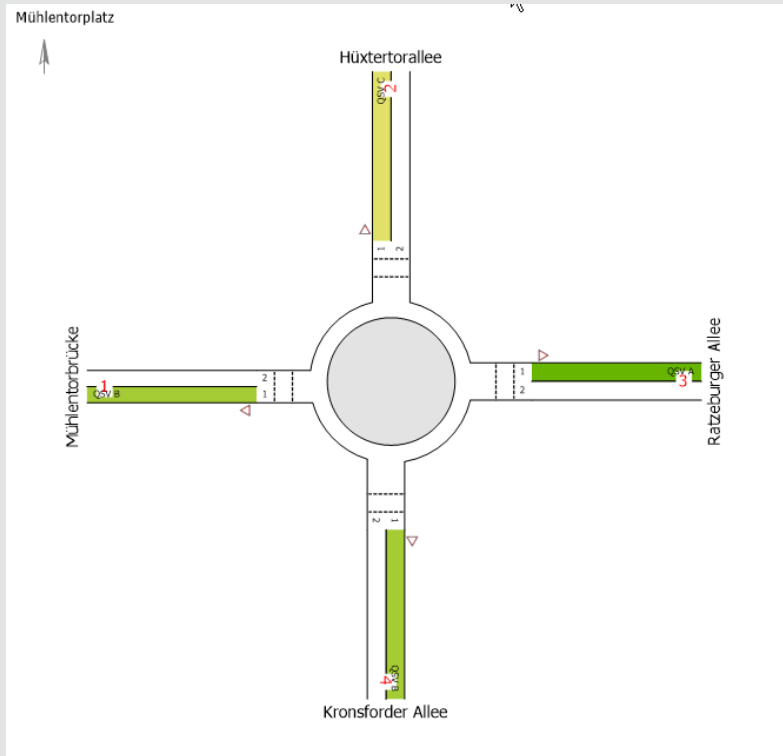 Mühlentorplatz
Hüxtertorallee
QSV C
2
1
2
Mühlentorbrücke
1
QSV B
2
1
1
2
QSV A
3
Ratzeburger Allee
2
1
QSV B
4
Kronsforder Allee